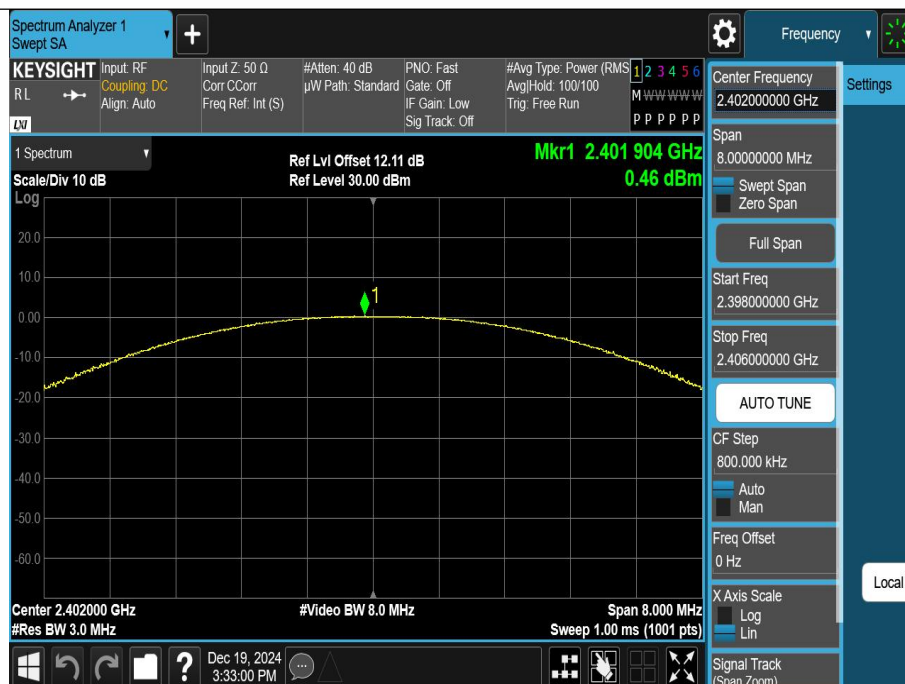 Spectrum Analyzer 1
Swept SA
Frequency
KEYSIGHT
RL
LXI
Input: RF
Coupling: DC
Align: Auto
Input Z: 50 Ω
Corr CCorr
Freq Ref: Int (S)
#Atten: 40 dB
µW Path: Standard
PNO: Fast
Gate: Off
IF Gain: Low
Sig Track: Off
#Avg Type: Power (RMS
Avg|Hold: 100/100
Trig: Free Run
1 2 3 4 5 6
M W W W W W
P P P P P P
1 Spectrum
Scale/Div 10 dB
Log
Ref Lvl Offset 12.11 dB
Ref Level 30.00 dBm
Mkr1 2.401 904 GHz
0.46 dBm
20.0
10.0
0.00
-10.0
-20.0
-30.0
-40.0
-50.0
-60.0
1
Center 2.402000 GHz
#Res BW 3.0 MHz
#Video BW 8.0 MHz
Span 8.000 MHz
Sweep 1.00 ms (1001 pts)
Center Frequency
2.402000000 GHz
Settings
Span
8.00000000 MHz
Swept Span
Zero Span
Full Span
Start Freq
2.398000000 GHz
Stop Freq
2.406000000 GHz
AUTO TUNE
CF Step
800.000 kHz
Auto
Man
Freq Offset
0 Hz
X Axis Scale
Log
Lin
Local
Signal Track
(Span Zoom)
?
Dec 19, 2024
3:33:00 PM